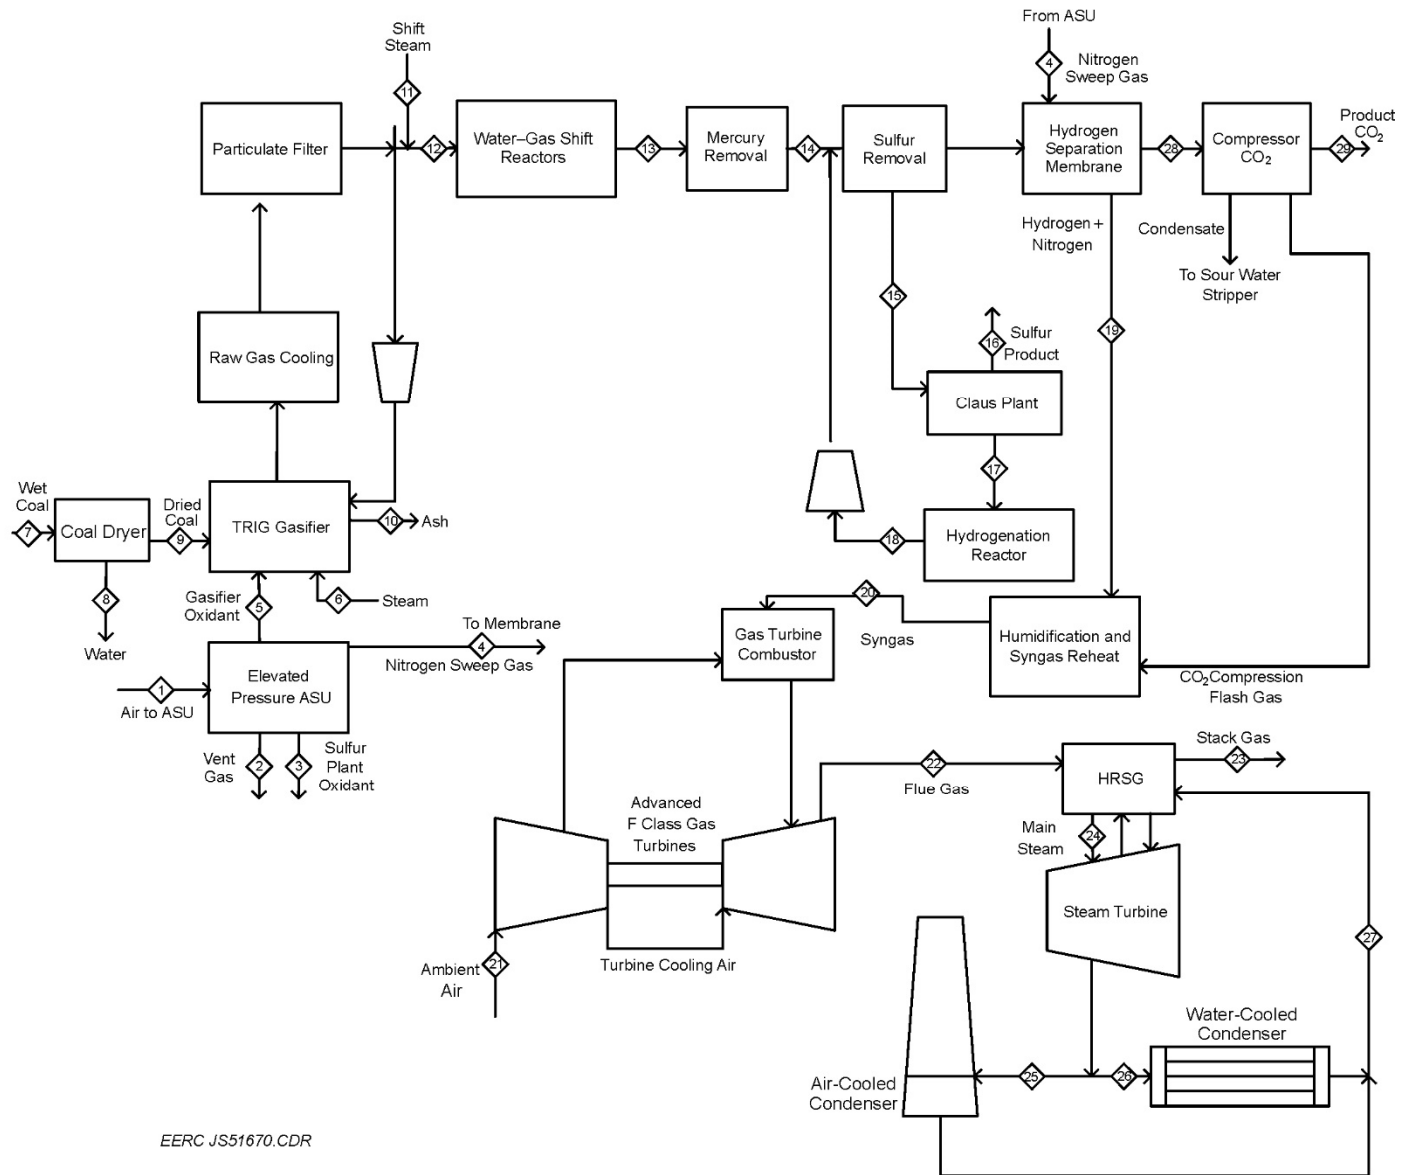 From ASU
4
Nitrogen
Sweep Gas
Shift
Steam
11
Particulate Filter
12
Water–Gas Shift
Reactors
13
Mercury
Removal
14
Sulfur
Removal
Hydrogen
Separation
Membrane
28
Compressor
CO₂
Product
CO₂
29
Hydrogen +
Nitrogen
Condensate
To Sour Water
Stripper
15
16
Sulfur
Product
19
Raw Gas Cooling
Claus Plant
17
Wet
Coal
7
Coal Dryer
Dried
Coal
9
TRIG Gasifier
10
Ash
18
Hydrogenation
Reactor
8
Water
Gasifier
Oxidant
5
6
Steam
To Membrane
4
Nitrogen Sweep Gas
20
Syngas
Gas Turbine
Combustor
Humidification and
Syngas Reheat
CO₂Compression
Flash Gas
1
Air to ASU
Elevated
Pressure ASU
Vent
Gas
2
3
Sulfur
Plant
Oxidant
22
Flue Gas
HRSG
Stack Gas
23
Advanced
F Class Gas
Turbines
Main
Steam
24
Steam Turbine
27
Ambient
Air
21
Turbine Cooling Air
Water-Cooled
Condenser
Air-Cooled
Condenser
25
26
EERC JS51670.CDR